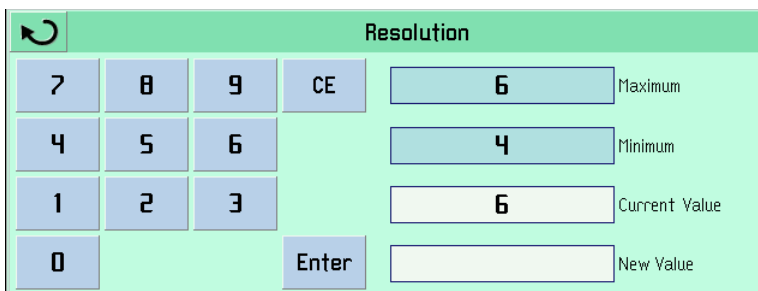 Resolution
7 8 9 CE 6 Maximum
4 5 6 4 Minimum
1 2 3 6 Current Value
0 Enter New Value